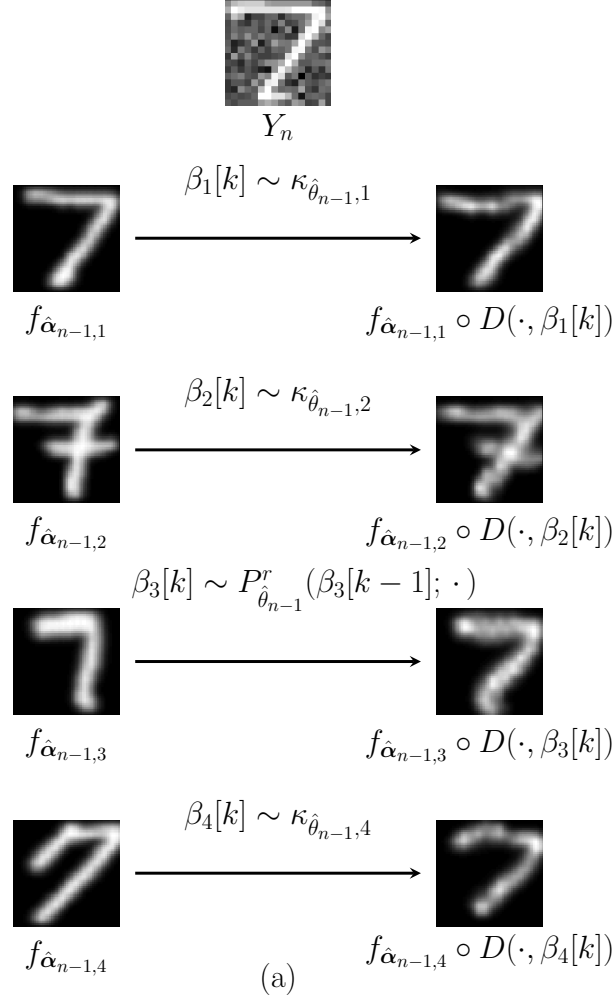 Y_n
β_1[k] ∼ κ_{θ̂_{n−1},1}
f_{α̂_{n−1},1}
f_{α̂_{n−1},1} ∘ D(·, β_1[k])
β_2[k] ∼ κ_{θ̂_{n−1},2}
f_{α̂_{n−1},2}
f_{α̂_{n−1},2} ∘ D(·, β_2[k])
β_3[k] ∼ P^r_{θ̂_{n−1}}(β_3[k − 1]; ·)
f_{α̂_{n−1},3}
f_{α̂_{n−1},3} ∘ D(·, β_3[k])
β_4[k] ∼ κ_{θ̂_{n−1},4}
f_{α̂_{n−1},4}
f_{α̂_{n−1},4} ∘ D(·, β_4[k])
(a)